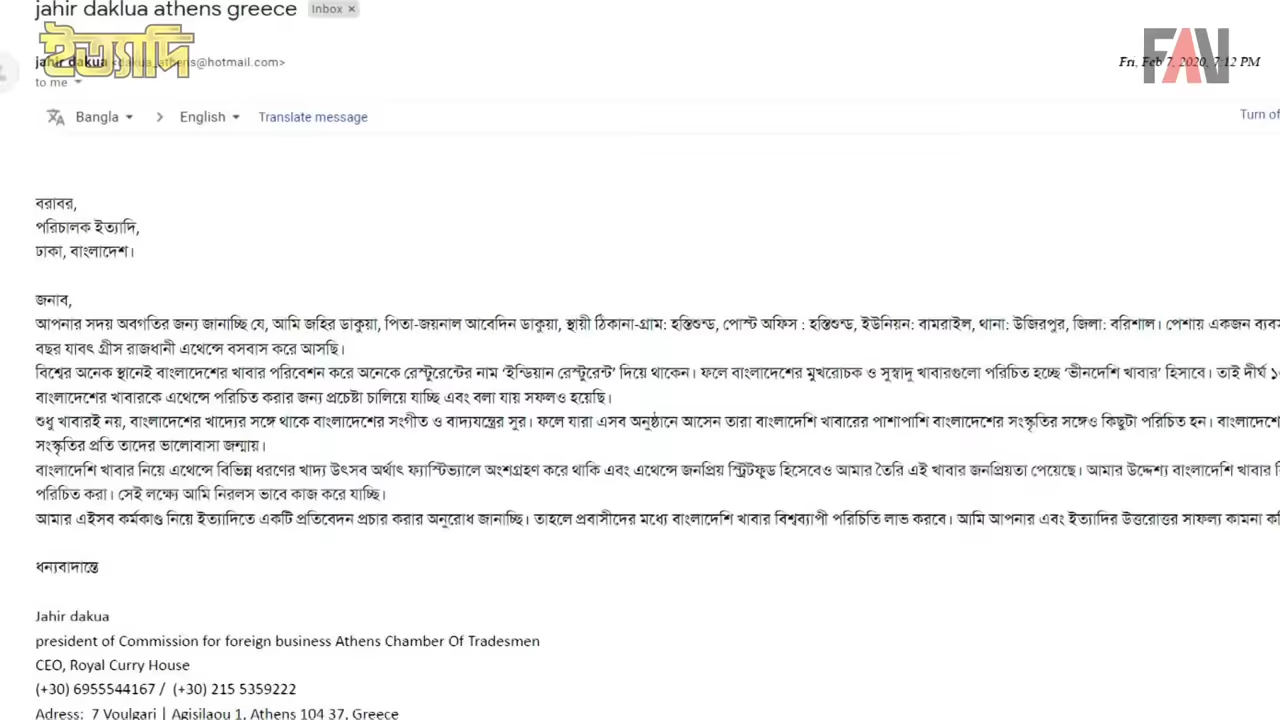 jahir daklua athens greece Inbox ×
ইত্যাদি
jahir dakua <dakua_athens@hotmail.com>
FAN
Fri, Feb 7, 2020, 7:12 PM
to me
Bangla > English Translate message
Turn of
বরাবর,
পরিচালক ইত্যাদি,
ঢাকা, বাংলাদেশ।
জনাব,
আপনার সদয় অবগতির জন্য জানাচ্ছি যে, আমি জহির ডাকুয়া, পিতা-জয়নাল আবেদিন ডাকুয়া, স্থায়ী ঠিকানা-গ্রাম: হস্তিশুন্ড, পোস্ট অফিস : হস্তিশুন্ড, ইউনিয়ন: বামরাইল, থানা: উজিরপুর, জিলা: বরিশাল। পেশায় একজন ব্যবস
বছর যাবৎ গ্রীস রাজধানী এথেন্সে বসবাস করে আসছি।
বিশ্বের অনেক স্থানেই বাংলাদেশের খাবার পরিবেশন করে অনেকে রেস্টুরেন্টের নাম ‘ইন্ডিয়ান রেস্টুরেন্ট’ দিয়ে থাকেন। ফলে বাংলাদেশের মুখরোচক ও সুস্বাদু খাবারগুলো পরিচিত হচ্ছে ‘ভীনদেশি খাবার’ হিসাবে। তাই দীর্ঘ ১
বাংলাদেশের খাবারকে এথেন্সে পরিচিত করার জন্য প্রচেষ্টা চালিয়ে যাচ্ছি এবং বলা যায় সফলও হয়েছি।
শুধু খাবারই নয়, বাংলাদেশের খাদ্যের সঙ্গে থাকে বাংলাদেশের সংগীত ও বাদ্যযন্ত্রের সুর। ফলে যারা এসব অনুষ্ঠানে আসেন তারা বাংলাদেশি খাবারের পাশাপাশি বাংলাদেশের সংস্কৃতির সঙ্গেও কিছুটা পরিচিত হন। বাংলাদেশে
সংস্কৃতির প্রতি তাদের ভালোবাসা জন্মায়।
বাংলাদেশি খাবার নিয়ে এথেন্সে বিভিন্ন ধরণের খাদ্য উৎসব অর্থাৎ ফ্যাস্টিভ্যালে অংশগ্রহণ করে থাকি এবং এথেন্সে জনপ্রিয় স্ট্রিটফুড হিসেবেও আমার তৈরি এই খাবার জনপ্রিয়তা পেয়েছে। আমার উদ্দেশ্য বাংলাদেশি খাবার
পরিচিত করা। সেই লক্ষ্যে আমি নিরলস ভাবে কাজ করে যাচ্ছি।
আমার এইসব কর্মকাণ্ড নিয়ে ইত্যাদিতে একটি প্রতিবেদন প্রচার করার অনুরোধ জানাচ্ছি। তাহলে প্রবাসীদের মধ্যে বাংলাদেশি খাবার বিশ্বব্যাপী পরিচিতি লাভ করবে। আমি আপনার এবং ইত্যাদির উত্তরোত্তর সাফল্য কামনা
ধন্যবাদান্তে
Jahir dakua
president of Commission for foreign business Athens Chamber Of Tradesmen
CEO, Royal Curry House
(+30) 6955544167 / (+30) 215 5359222
Adress: 7 Voulgari | Agisilaou 1, Athens 104 37, Greece